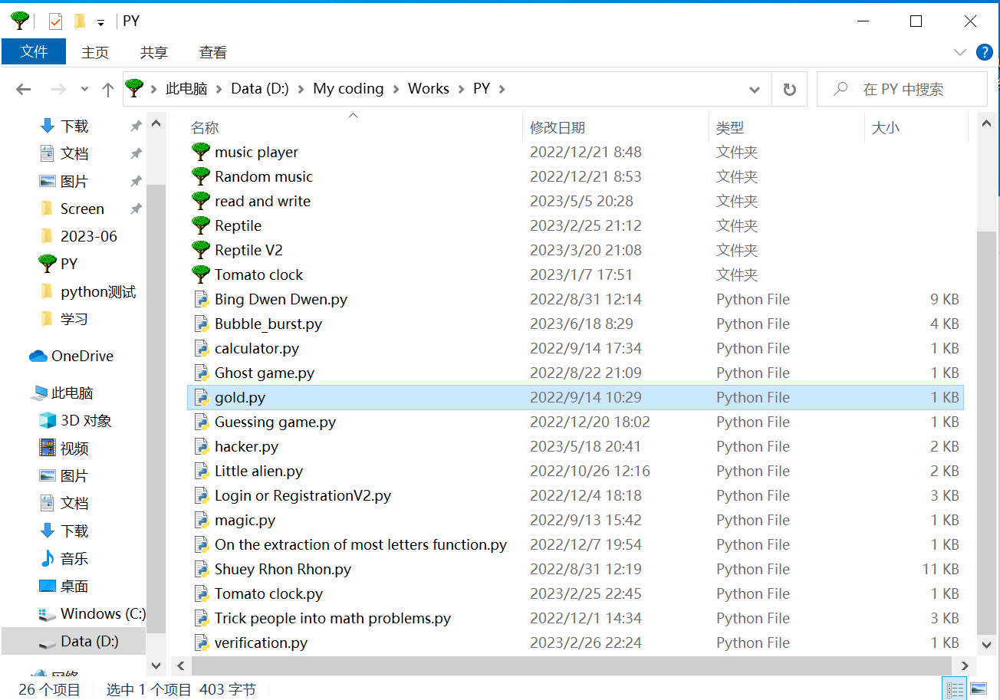 PY
文件 主页 共享 查看
此电脑 Data (D:) My coding Works PY 在 PY 中搜索
下载
文档
图片
Screen
2023-06
PY
python测试
学习
OneDrive
此电脑
3D 对象
视频
图片
文档
下载
音乐
桌面
Windows (C:)
Data (D:)
网络
名称 修改日期 类型 大小
music player 2022/12/21 8:48 文件夹
Random music 2022/12/21 8:53 文件夹
read and write 2023/5/5 20:28 文件夹
Reptile 2023/2/25 21:12 文件夹
Reptile V2 2023/3/20 21:08 文件夹
Tomato clock 2023/1/7 17:51 文件夹
Bing Dwen Dwen.py 2022/8/31 12:14 Python File 9 KB
Bubble_burst.py 2023/6/18 8:29 Python File 4 KB
calculator.py 2022/9/14 17:34 Python File 1 KB
Ghost game.py 2022/8/22 21:09 Python File 1 KB
gold.py 2022/9/14 10:29 Python File 1 KB
Guessing game.py 2022/12/20 18:02 Python File 1 KB
hacker.py 2023/5/18 20:41 Python File 2 KB
Little alien.py 2022/10/26 12:16 Python File 2 KB
Login or RegistrationV2.py 2022/12/4 18:18 Python File 3 KB
magic.py 2022/9/13 15:42 Python File 1 KB
On the extraction of most letters function.py 2022/12/7 19:54 Python File 1 KB
Shuey Rhon Rhon.py 2022/8/31 12:19 Python File 11 KB
Tomato clock.py 2023/2/25 22:45 Python File 1 KB
Trick people into math problems.py 2022/12/1 14:34 Python File 3 KB
verification.py 2023/2/26 22:24 Python File 1 KB
26 个项目 选中 1 个项目 403 字节